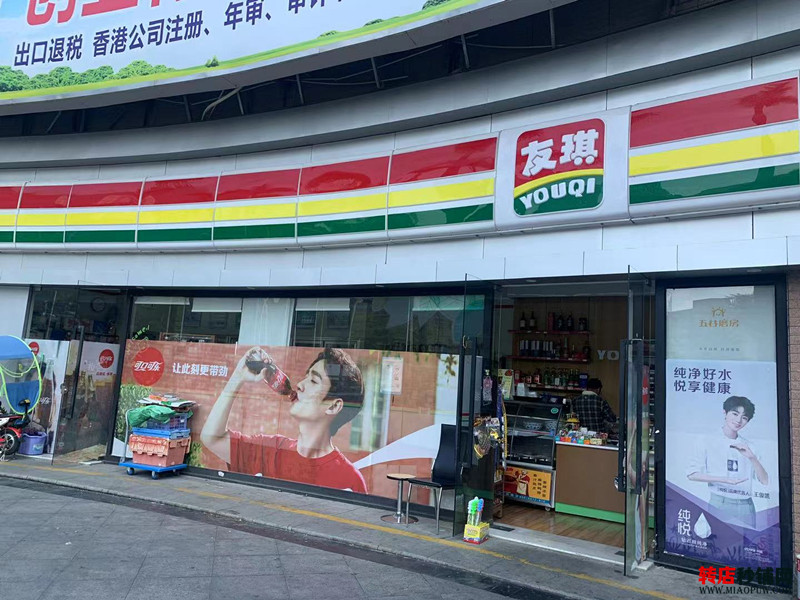 出口退税 香港公司注册、年审、审计
友琪
YOUQI
五谷磨房
可口可乐
让此刻更带劲
纯净好水
悦享健康
纯悦
转店秒铺网
WWW.MIAOPUW.COM